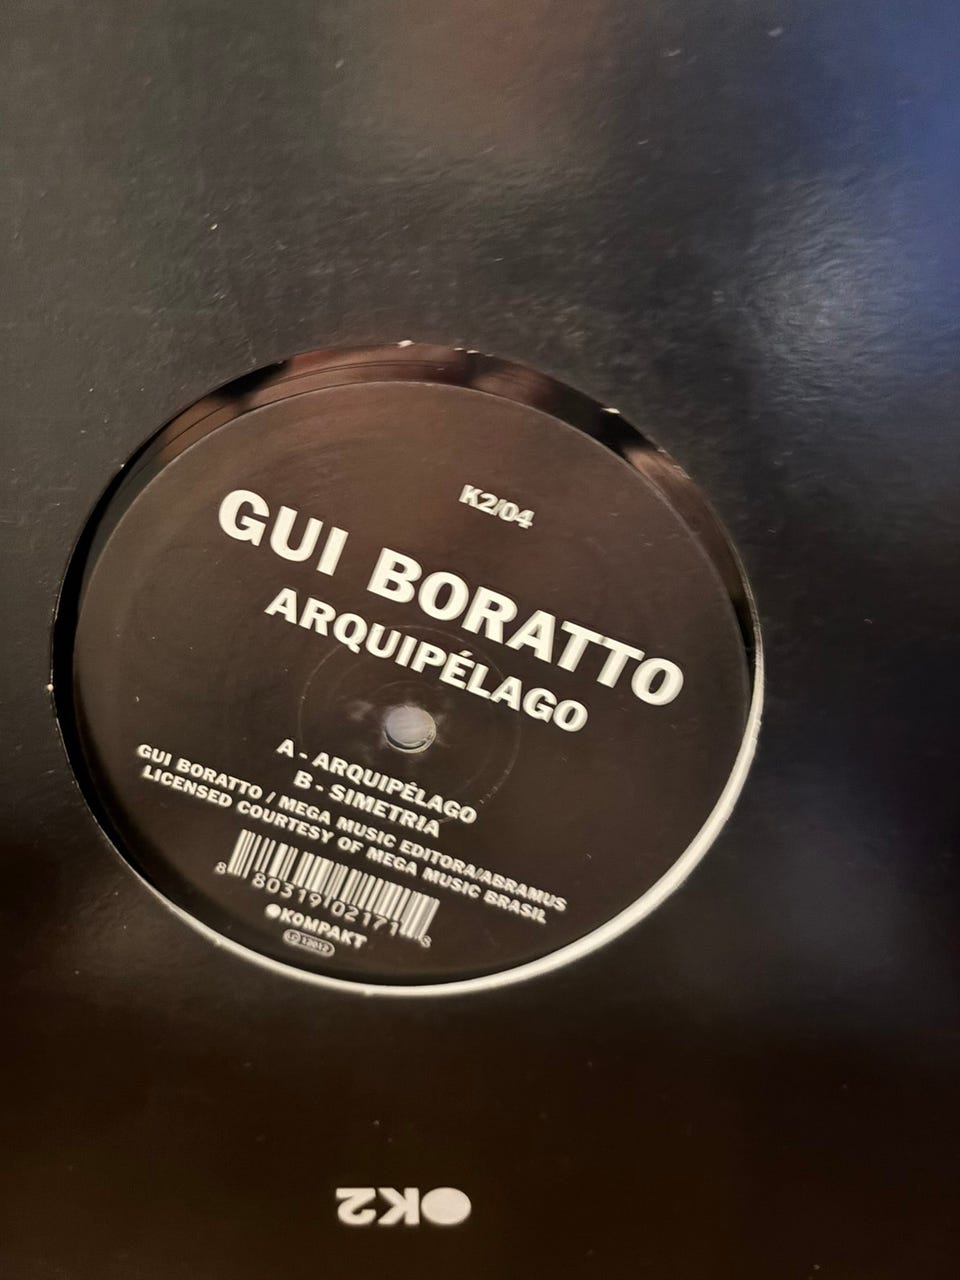 K2/04
GUI BORATTO
ARQUIPÉLAGO
A - ARQUIPÉLAGO
B - SIMETRIA
GUI BORATTO / MEGA MUSIC EDITORA/ABRAMUS
LICENSED COURTESY OF MEGA MUSIC BRASIL
8 80319 02171 8
KOMPAKT
K2